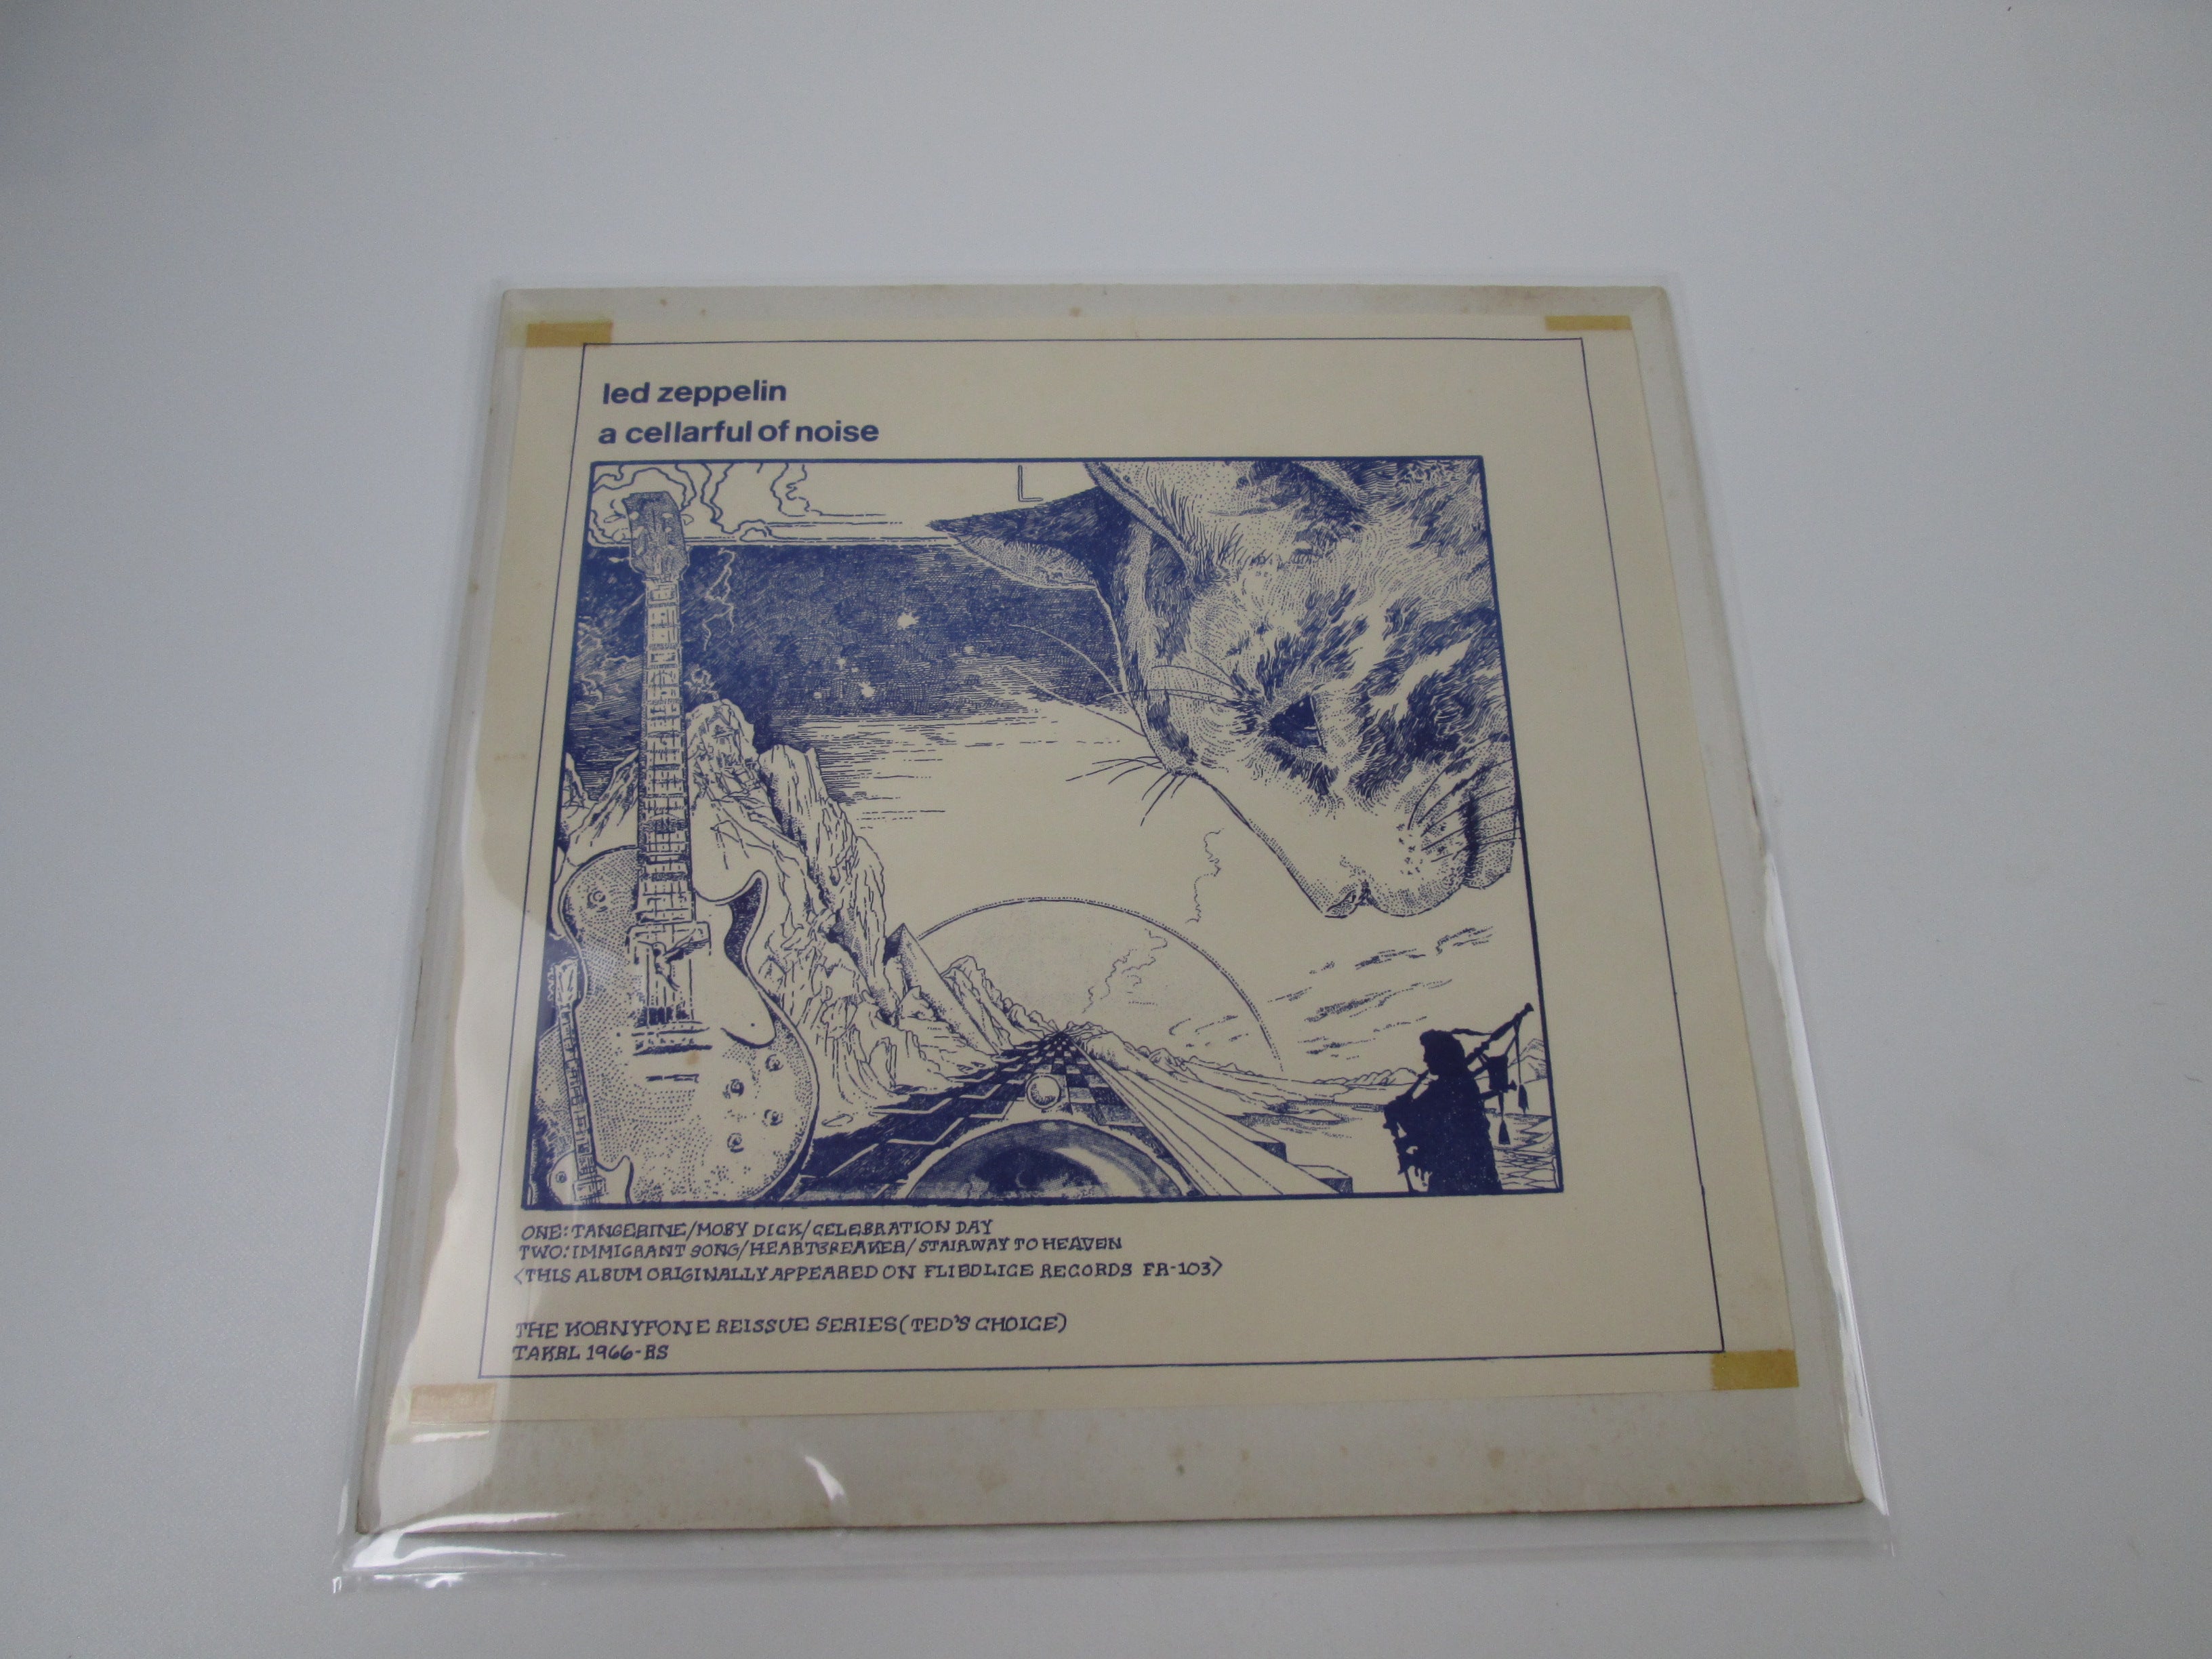 led zeppelin
a cellarful of noise
ONE: TANGERINE/MOBY DICK/CELEBRATION DAY
TWO: IMMIGRANT SONG/HEARTBREAKER/STAIRWAY TO HEAVEN
<THIS ALBUM ORIGINALLY APPEARED ON FLIEDLICE RECORDS FR-103>
THE KORNYFONE REISSUE SERIES (TED'S CHOICE)
TAKRL 1966-RS